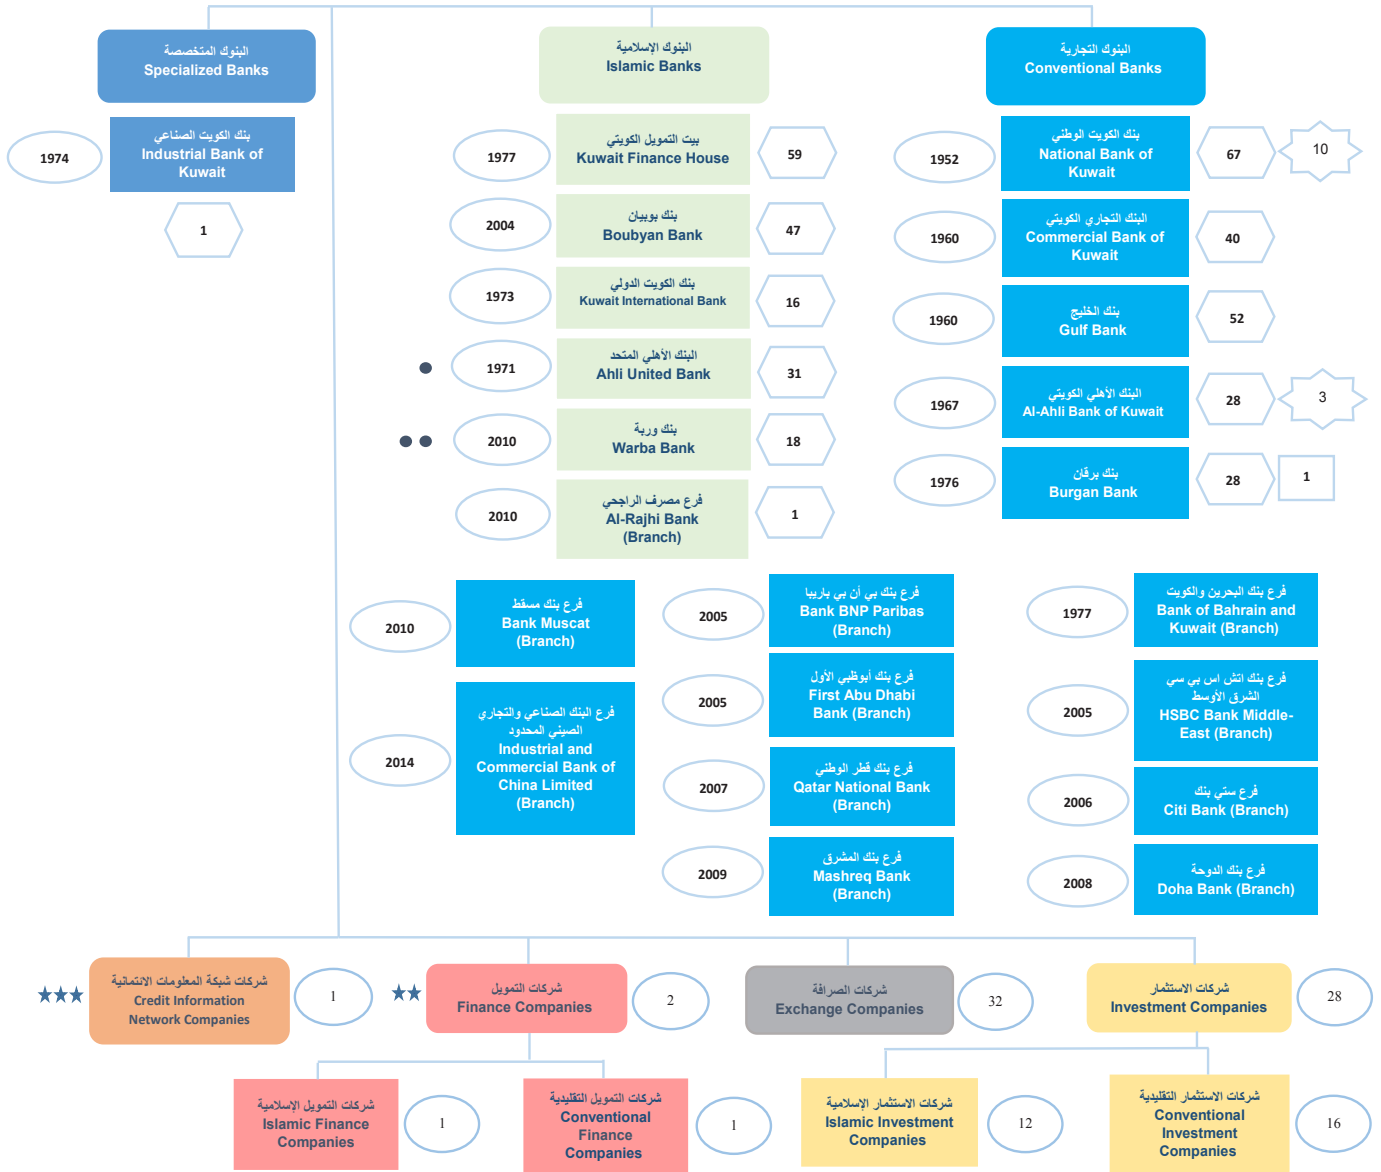 البنوك المتخصصة
Specialized Banks
البنوك الإسلامية
Islamic Banks
البنوك التجارية
Conventional Banks
1974
بنك الكويت الصناعي
Industrial Bank of
Kuwait
1
1977
بيت التمويل الكويتي
Kuwait Finance House
59
2004
بنك بوبيان
Boubyan Bank
47
1973
بنك الكويت الدولي
Kuwait International Bank
16
1971
البنك الأهلي المتحد
Ahli United Bank
31
2010
بنك وربة
Warba Bank
18
2010
فرع مصرف الراجحي
Al-Rajhi Bank
(Branch)
1
1952
بنك الكويت الوطني
National Bank of
Kuwait
67
10
1960
البنك التجاري الكويتي
Commercial Bank of
Kuwait
40
1960
بنك الخليج
Gulf Bank
52
1967
البنك الأهلي الكويتي
Al-Ahli Bank of Kuwait
28
3
1976
بنك برقان
Burgan Bank
28
1
2010
فرع بنك مسقط
Bank Muscat
(Branch)
2014
فرع البنك الصناعي والتجاري
الصيني المحدود
Industrial and
Commercial Bank of
China Limited
(Branch)
2005
فرع بنك بي أن بي باريبا
Bank BNP Paribas
(Branch)
2005
فرع بنك أبوظبي الأول
First Abu Dhabi
Bank (Branch)
2007
فرع بنك قطر الوطني
Qatar National Bank
(Branch)
2009
فرع بنك المشرق
Mashreq Bank
(Branch)
1977
فرع بنك البحرين والكويت
Bank of Bahrain and
Kuwait (Branch)
2005
فرع بنك اتش اس بي سي
الشرق الأوسط
HSBC Bank Middle-
East (Branch)
2006
فرع ستي بنك
Citi Bank (Branch)
2008
فرع بنك الدوحة
Doha Bank (Branch)
شركات شبكة المعلومات الائتمانية
Credit Information
Network Companies
1
شركات التمويل
Finance Companies
2
شركات الصرافة
Exchange Companies
32
شركات الاستثمار
Investment Companies
28
شركات التمويل الإسلامية
Islamic Finance
Companies
1
شركات التمويل التقليدية
Conventional
Finance
Companies
1
شركات الاستثمار الإسلامية
Islamic Investment
Companies
12
شركات الاستثمار التقليدية
Conventional
Investment
Companies
16